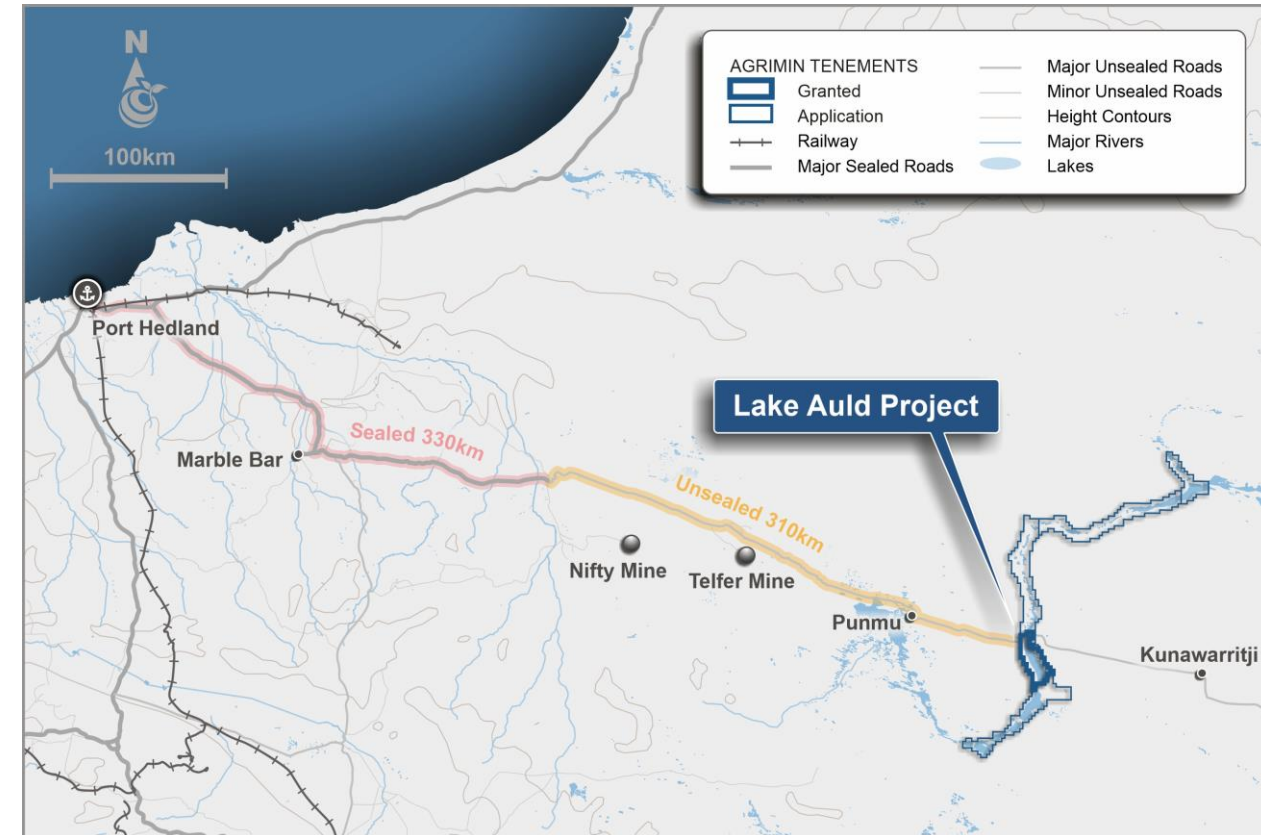 N
100km
AGRIMIN TENEMENTS
Granted
Application
Railway
Major Sealed Roads
Major Unsealed Roads
Minor Unsealed Roads
Height Contours
Major Rivers
Lakes
Port Hedland
Marble Bar
Sealed 330km
Unsealed 310km
Lake Auld Project
Nifty Mine
Telfer Mine
Punmu
Kunawarritji